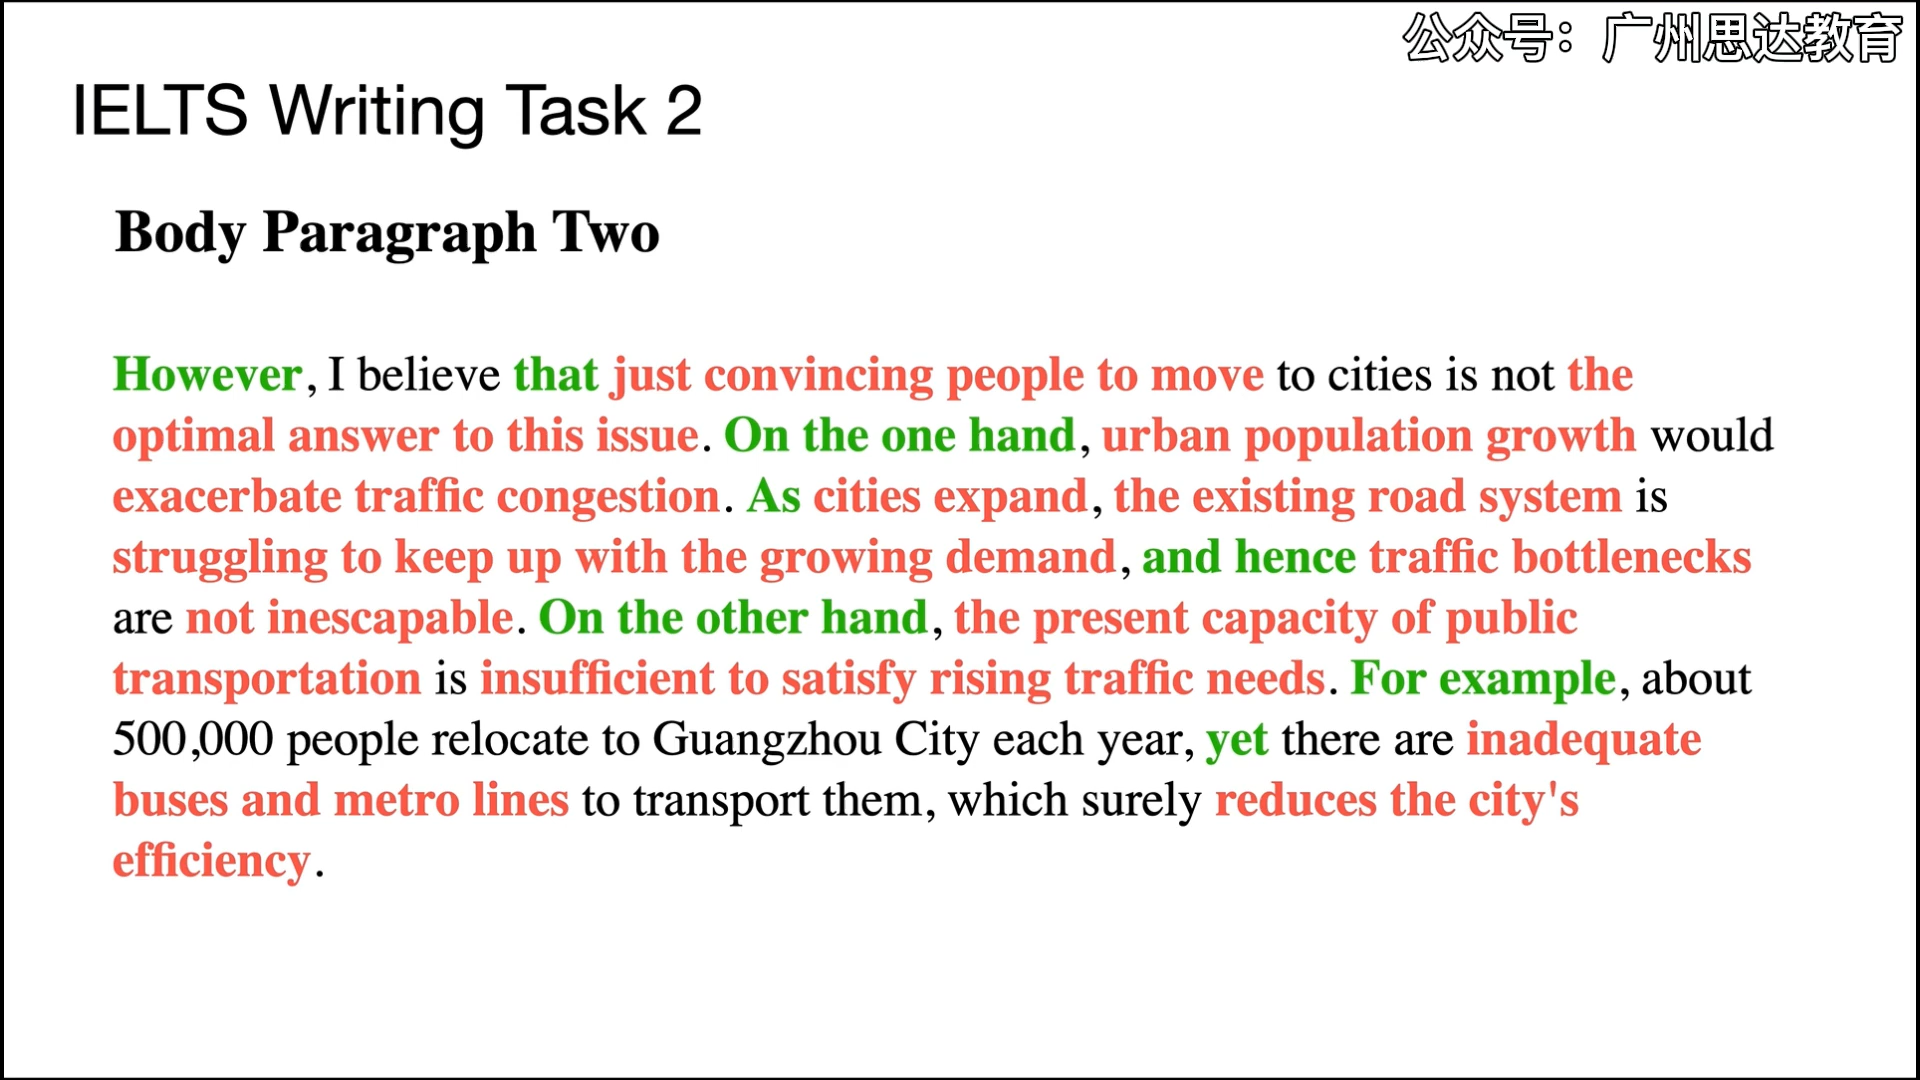 公众号：广州思达教育
IELTS Writing Task 2
Body Paragraph Two
However, I believe that just convincing people to move to cities is not the
optimal answer to this issue. On the one hand, urban population growth would
exacerbate traffic congestion. As cities expand, the existing road system is
struggling to keep up with the growing demand, and hence traffic bottlenecks
are not inescapable. On the other hand, the present capacity of public
transportation is insufficient to satisfy rising traffic needs. For example, about
500,000 people relocate to Guangzhou City each year, yet there are inadequate
buses and metro lines to transport them, which surely reduces the city's
efficiency.